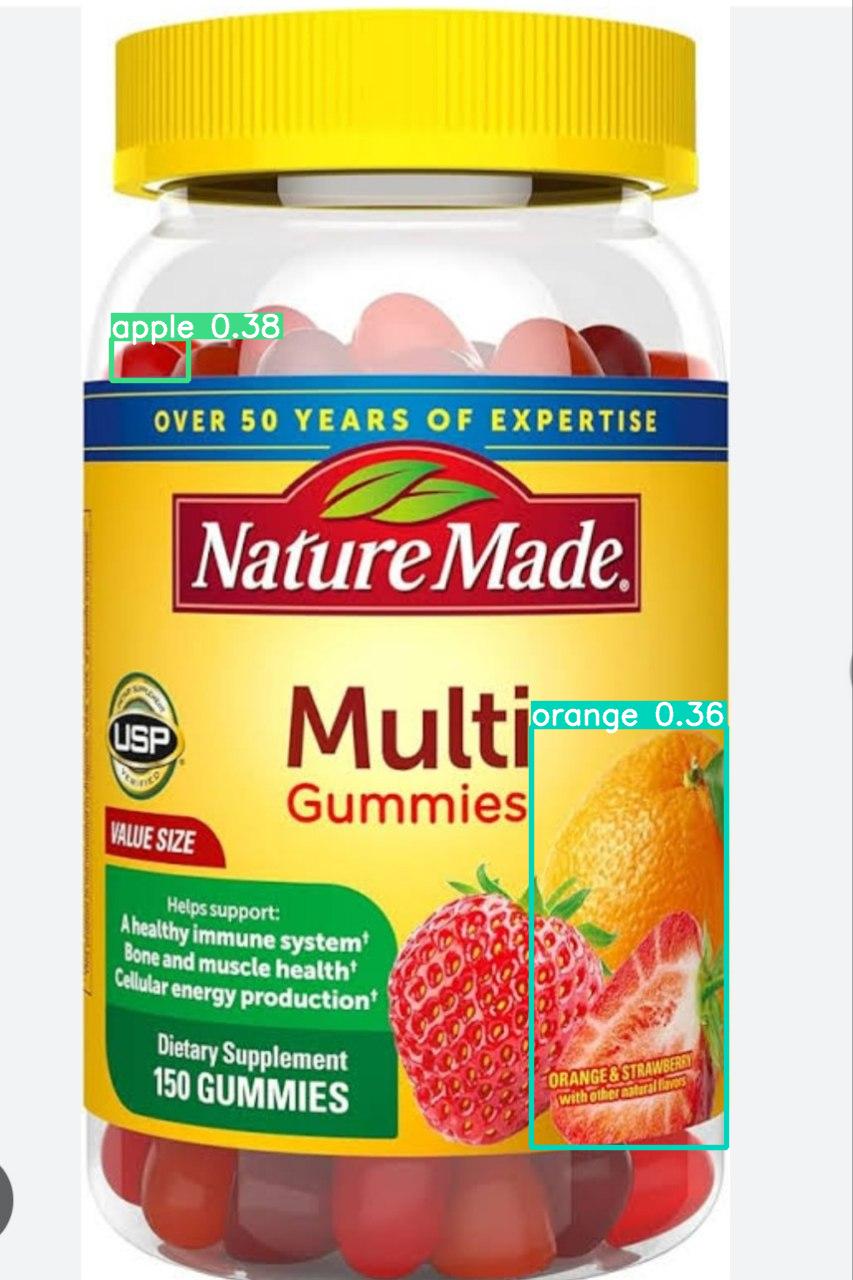 apple 0.38
OVER 50 YEARS OF EXPERTISE
Nature Made®
Multi
orange 0.36
Gummies
USP
VERIFIED
VALUE SIZE
Helps support:
A healthy immune system†
Bone and muscle health†
Cellular energy production†
Dietary Supplement
150 GUMMIES
ORANGE & STRAWBERRY
with other natural flavors